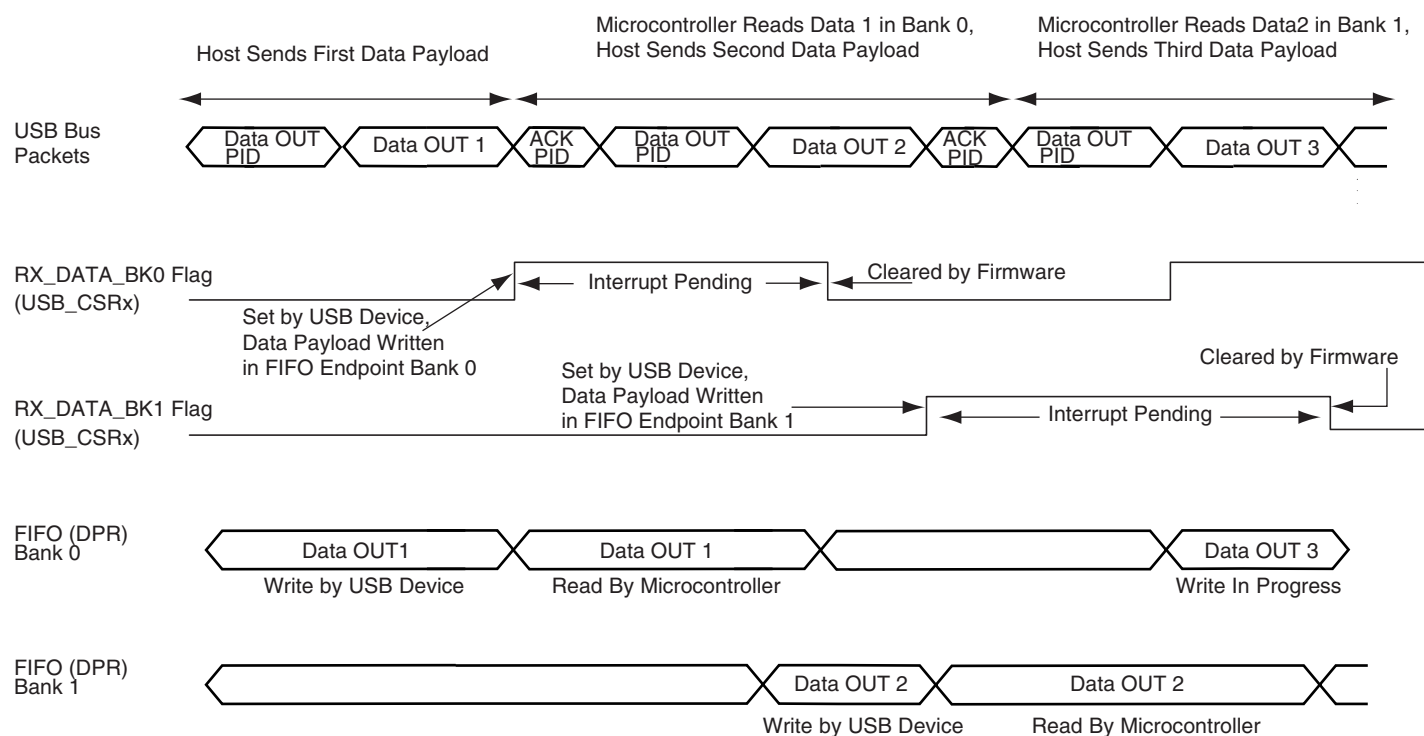 Host Sends First Data Payload
Microcontroller Reads Data 1 in Bank 0,
Host Sends Second Data Payload
Microcontroller Reads Data2 in Bank 1,
Host Sends Third Data Payload
USB Bus
Packets
Data OUT
PID
Data OUT 1
ACK
PID
Data OUT
PID
Data OUT 2
ACK
PID
Data OUT
PID
Data OUT 3
RX_DATA_BK0 Flag
(USB_CSRx)
Interrupt Pending
Cleared by Firmware
Set by USB Device,
Data Payload Written
in FIFO Endpoint Bank 0
Cleared by Firmware
Set by USB Device,
Data Payload Written
in FIFO Endpoint Bank 1
RX_DATA_BK1 Flag
(USB_CSRx)
Interrupt Pending
FIFO (DPR)
Bank 0
Data OUT1
Data OUT 1
Data OUT 3
Write by USB Device
Read By Microcontroller
Write In Progress
FIFO (DPR)
Bank 1
Data OUT 2
Data OUT 2
Write by USB Device
Read By Microcontroller